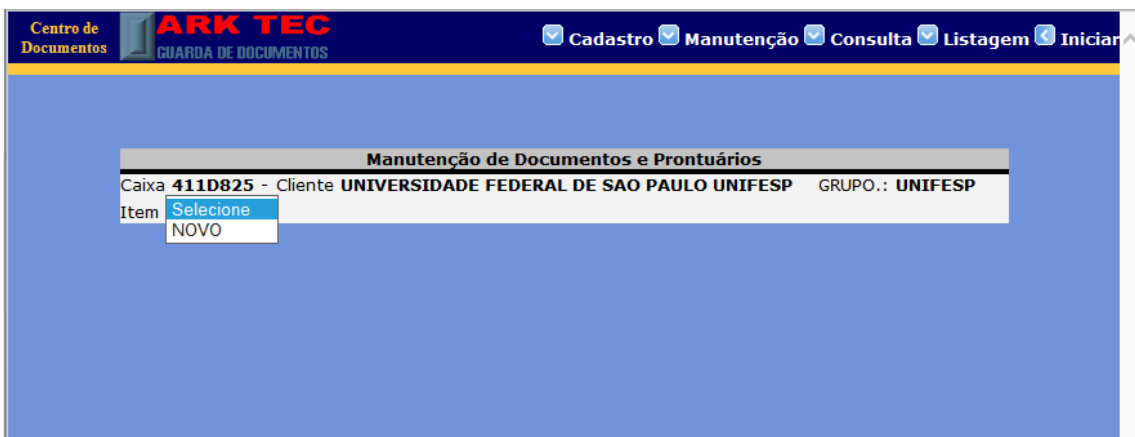 Centro de
Documentos
ARK TEC
GUARDA DE DOCUMENTOS
Cadastro Manutenção Consulta Listagem Iniciar
Manutenção de Documentos e Prontuários
Caixa 411D825 - Cliente UNIVERSIDADE FEDERAL DE SAO PAULO UNIFESP GRUPO.: UNIFESP
Item Selecione
NOVO